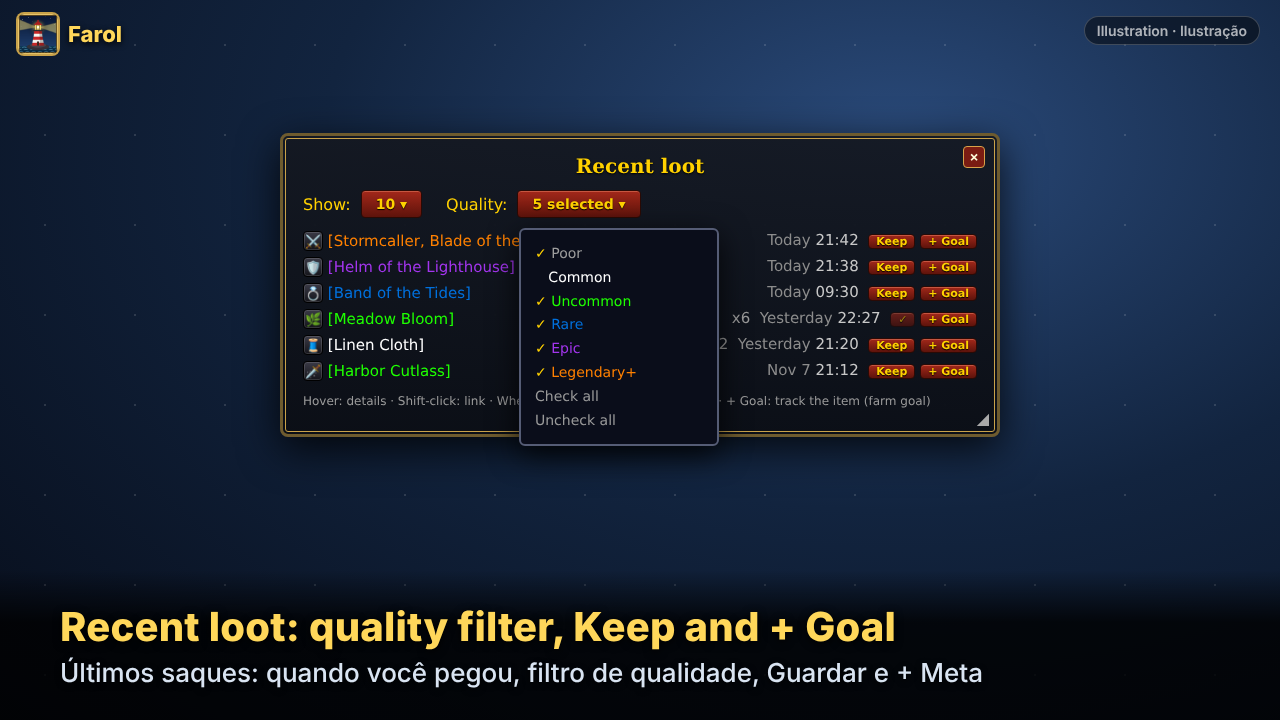 Farol
Illustration · Ilustração
Recent loot
×
Show: 10 ▾ Quality: 5 selected ▾
[Stormcaller, Blade of the Today 21:42 Keep + Goal
[Helm of the Lighthouse] Today 21:38 Keep + Goal
[Band of the Tides] Today 09:30 Keep + Goal
[Meadow Bloom] x6 Yesterday 22:27 ✓ + Goal
[Linen Cloth] 2 Yesterday 21:20 Keep + Goal
[Harbor Cutlass] Nov 7 21:12 Keep + Goal
Hover: details · Shift-click: link · + Goal: track the item (farm goal)
✓ Poor
Common
✓ Uncommon
✓ Rare
✓ Epic
✓ Legendary+
Check all
Uncheck all
Recent loot: quality filter, Keep and + Goal
Últimos saques: quando você pegou, filtro de qualidade, Guardar e + Meta